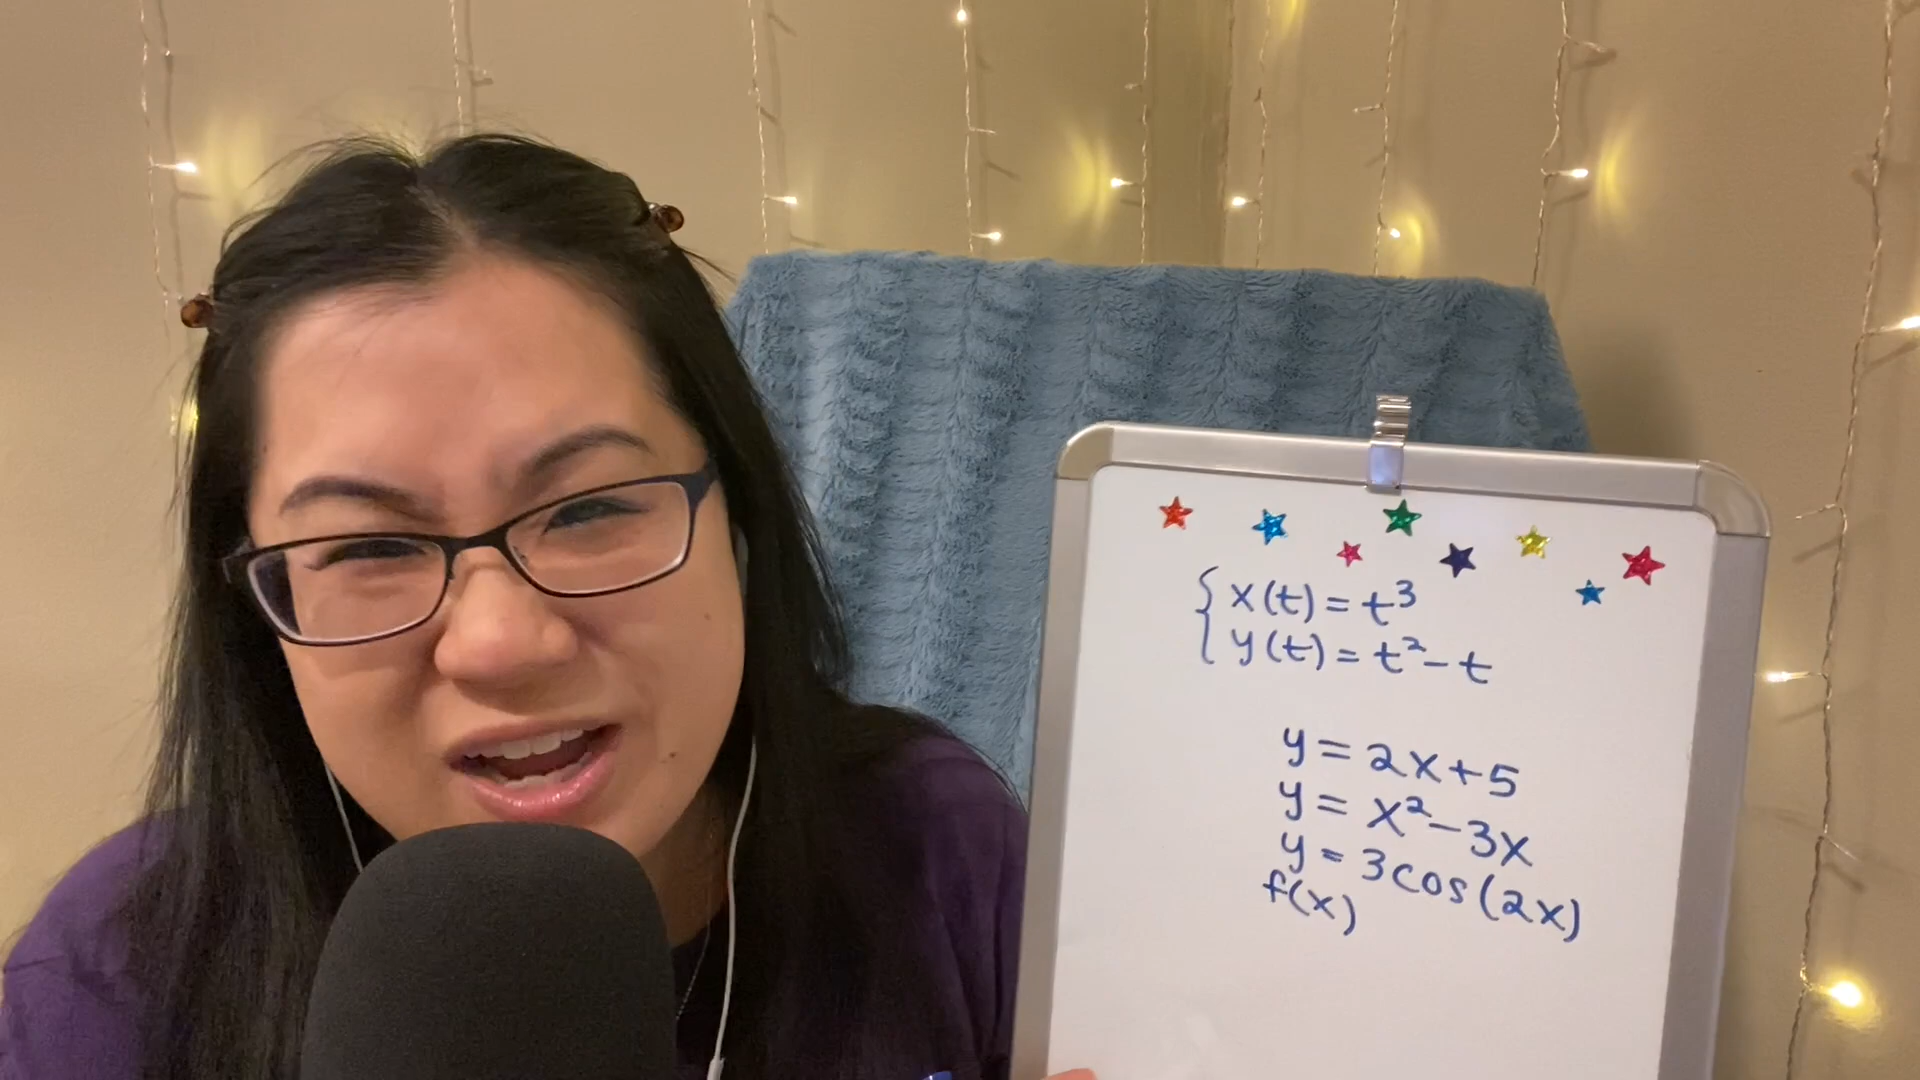 x(t) = t³
y(t) = t² - t
y = 2x + 5
y = x² - 3x
y = 3cos(2x)
f(x)